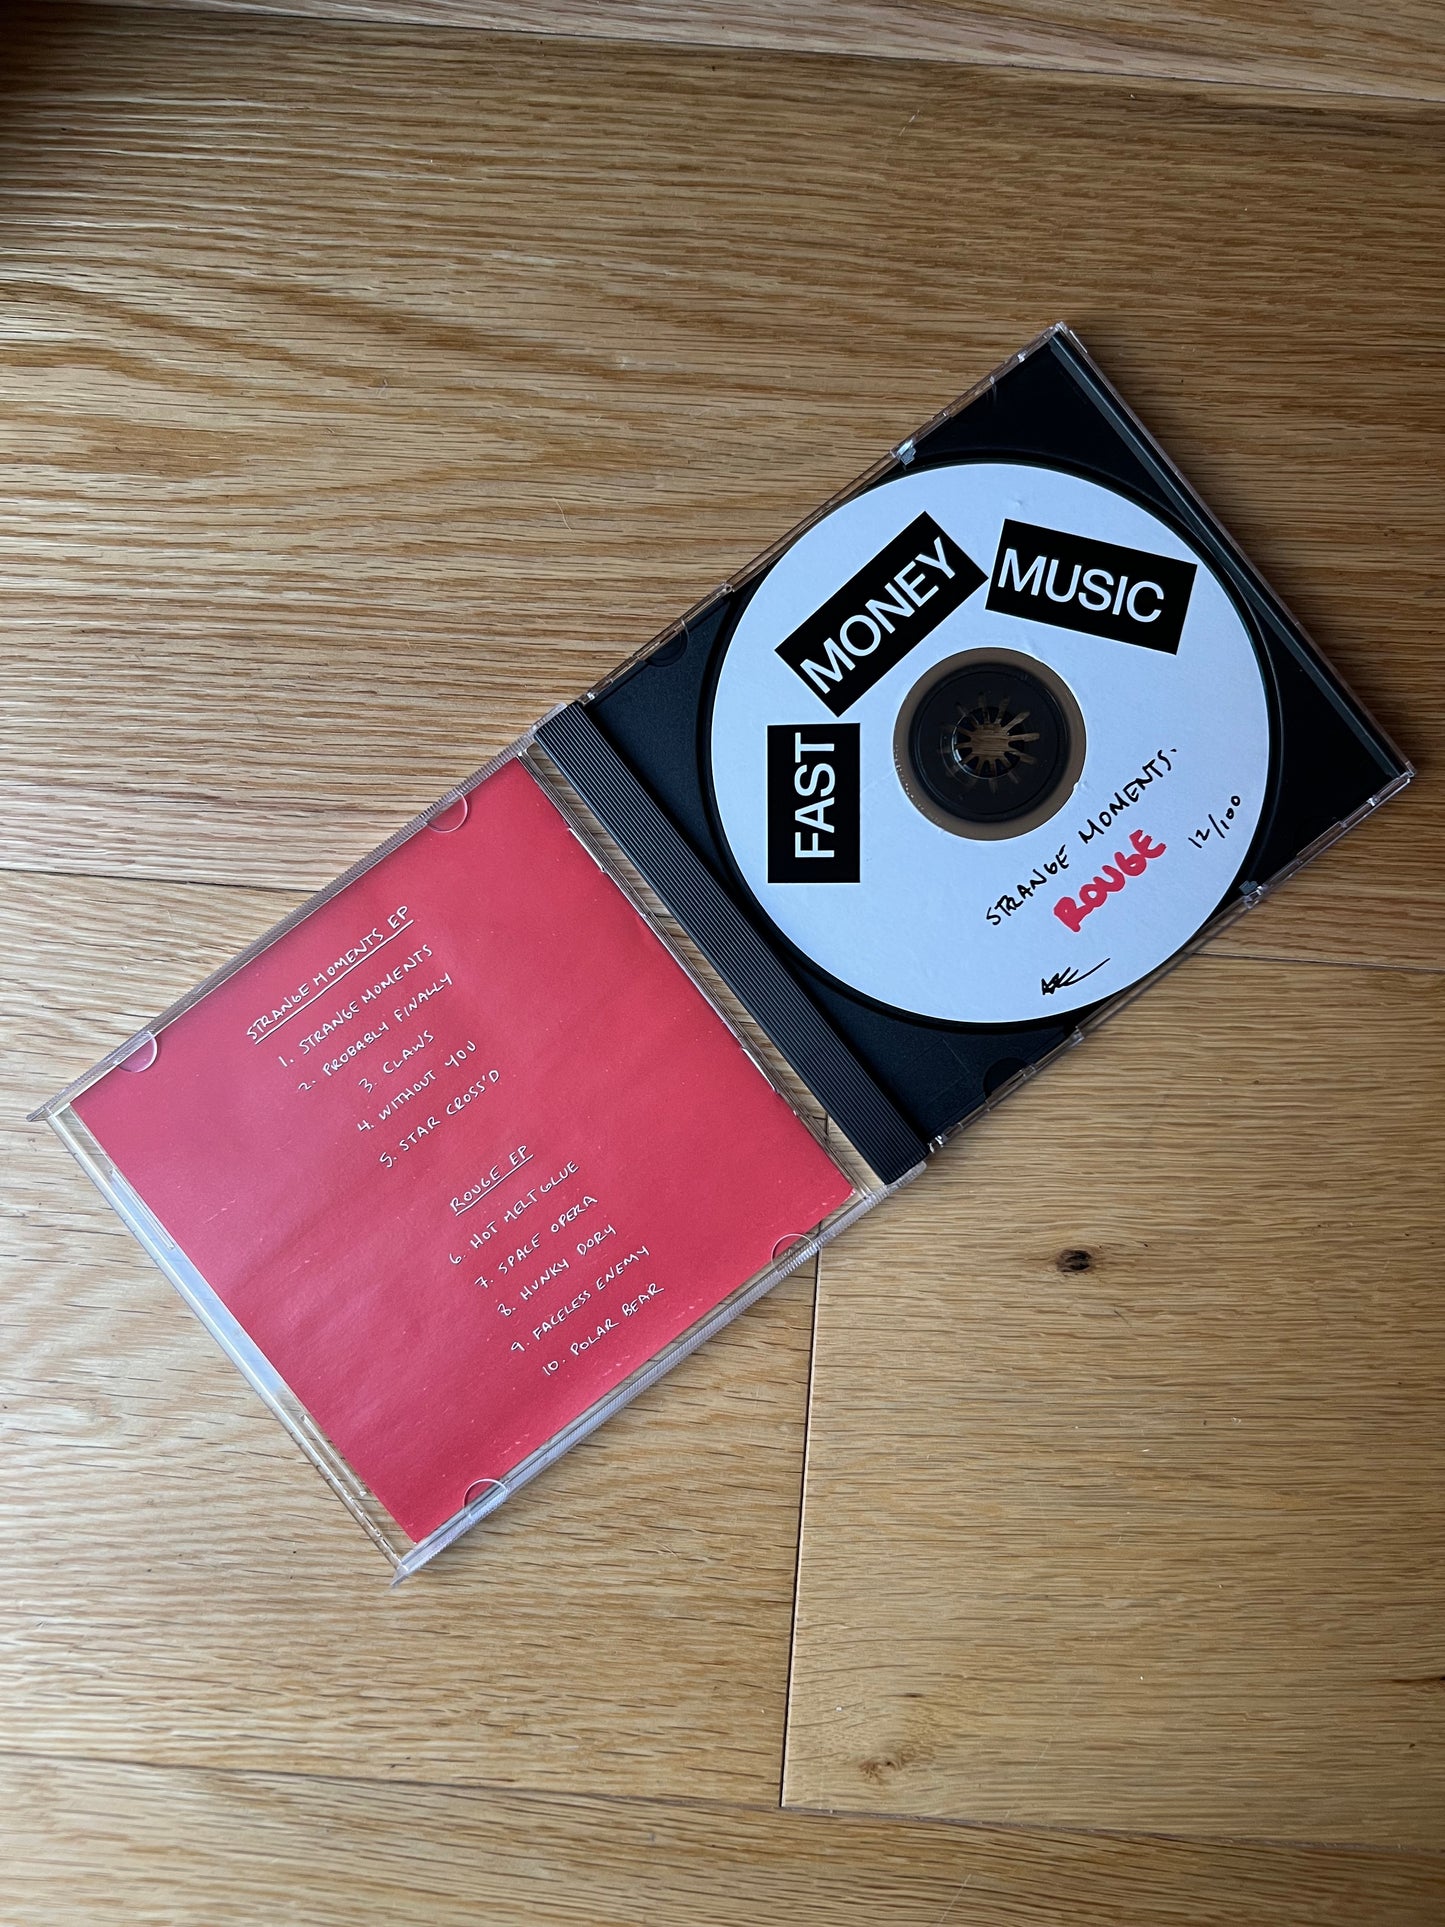 STRANGE MOMENTS EP
1. STRANGE MOMENTS
2. PROBABLY FINALLY
3. CLAWS
4. WITHOUT YOU
5. STAR CROSS'D
ROUGE EP
6. HOT MELT GLUE
7. SPACE OPERA
8. HUNKY DORY
9. FACELESS ENEMY
10. POLAR BEAR
FAST MONEY MUSIC
STRANGE MOMENTS.
ROUGE
12/100